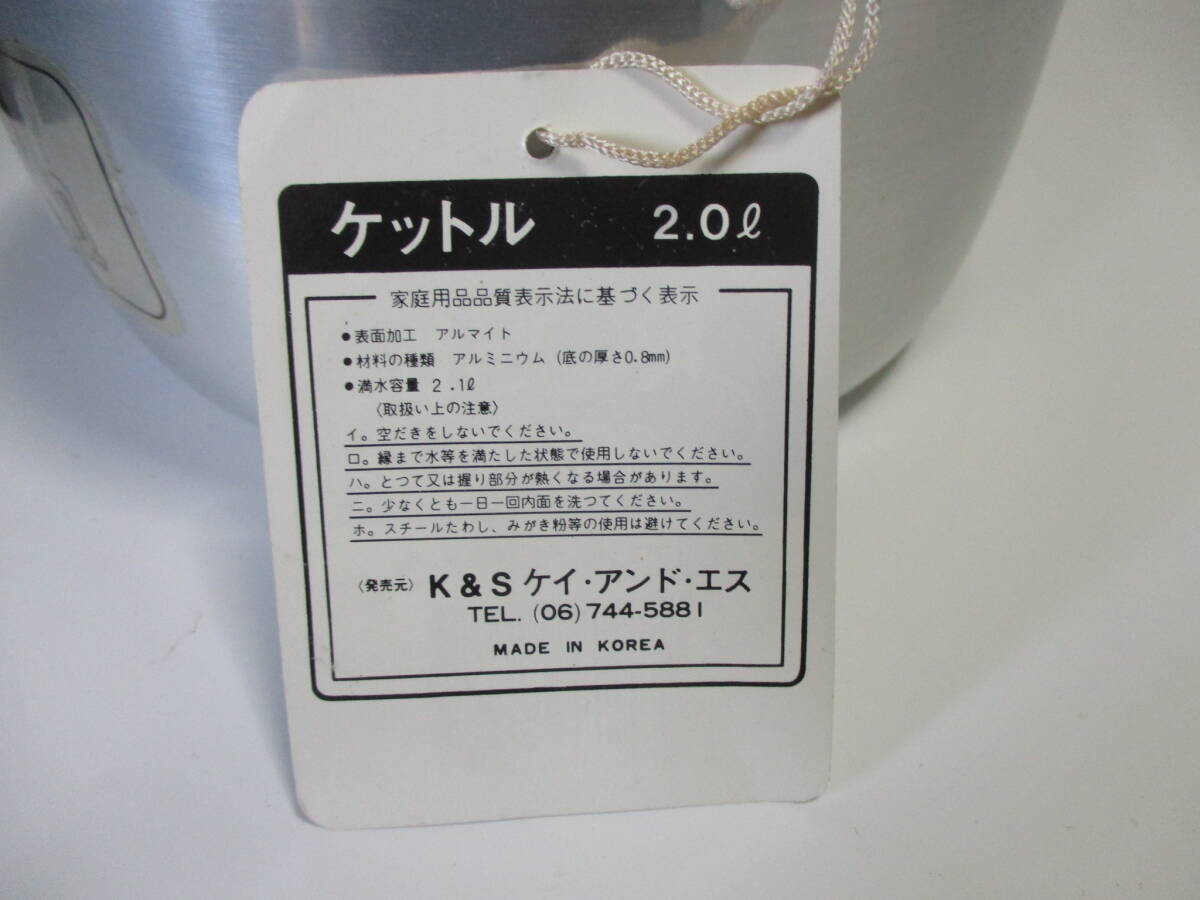 ケットル 2.0ℓ
家庭用品品質表示法に基づく表示
●表面加工 アルマイト
●材料の種類 アルミニウム(底の厚さ0.8mm)
●満水容量 2.1ℓ
〈取扱い上の注意〉
イ。空だきをしないでください。
ロ。縁まで水等を満たした状態で使用しないでください。
ハ。とつて又は握り部分が熱くなる場合があります。
ニ。少なくとも一日一回内面を洗つてください。
ホ。スチールたわし、みがき粉等の使用は避けてください。
〈発売元〉 K&S ケイ・アンド・エス
TEL. (06) 744-5881
MADE IN KOREA